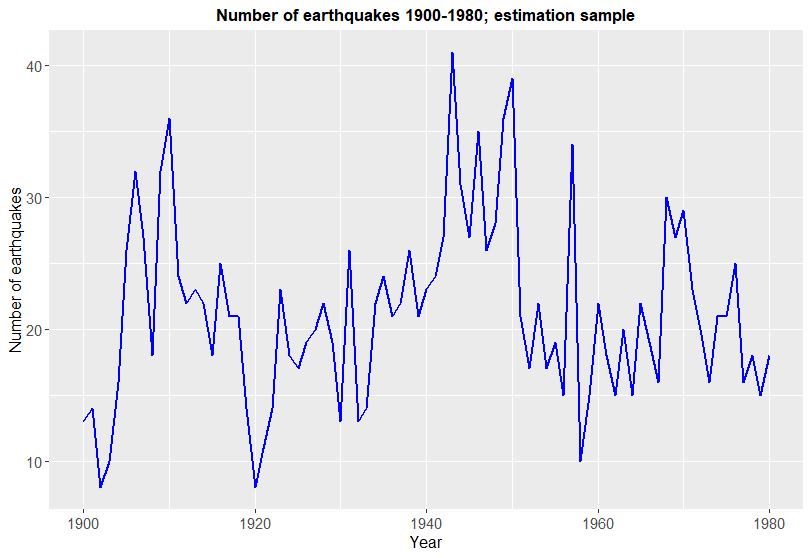 Number of earthquakes 1900-1980; estimation sample
Number of earthquakes
40
30
20
10
1900 1920 1940 1960 1980
Year